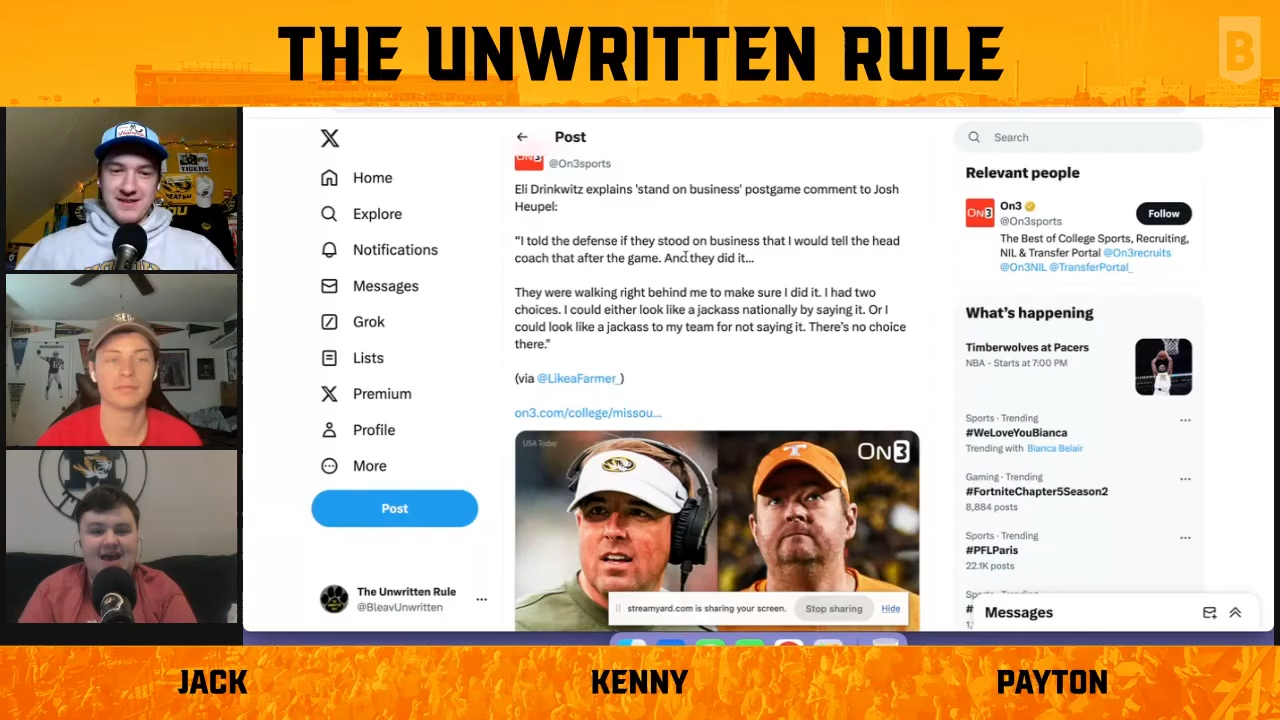 THE UNWRITTEN RULE
B
TIGERS
X
Home
Explore
Notifications
Messages
Grok
Lists
Premium
Profile
More
Post
The Unwritten Rule
@BleavUnwritten
Post
ON3
@On3sports
Eli Drinkwitz explains 'stand on business' postgame comment to Josh
Heupel:
“I told the defense if they stood on business that I would tell the head
coach that after the game. And they did it...
They were walking right behind me to make sure I did it. I had two
choices. I could either look like a jackass nationally by saying it. Or I
could look like a jackass to my team for not saying it. There’s no choice
there."
(via @LikeaFarmer_)
on3.com/college/missou...
USA Today
ON3
T
streamyard.com is sharing your screen.
Stop sharing
Hide
Search
Relevant people
ON3
On3
@On3sports
Follow
The Best of College Sports, Recruiting,
NIL & Transfer Portal @On3recruits
@On3NIL @TransferPortal_
What’s happening
Timberwolves at Pacers
NBA · Starts at 7:00 PM
Sports · Trending
#WeLoveYouBianca
Trending with Bianca Belair
Gaming · Trending
#FortniteChapter5Season2
8,884 posts
Sports · Trending
#PFLParis
22.1K posts
Messages
JACK
KENNY
PAYTON